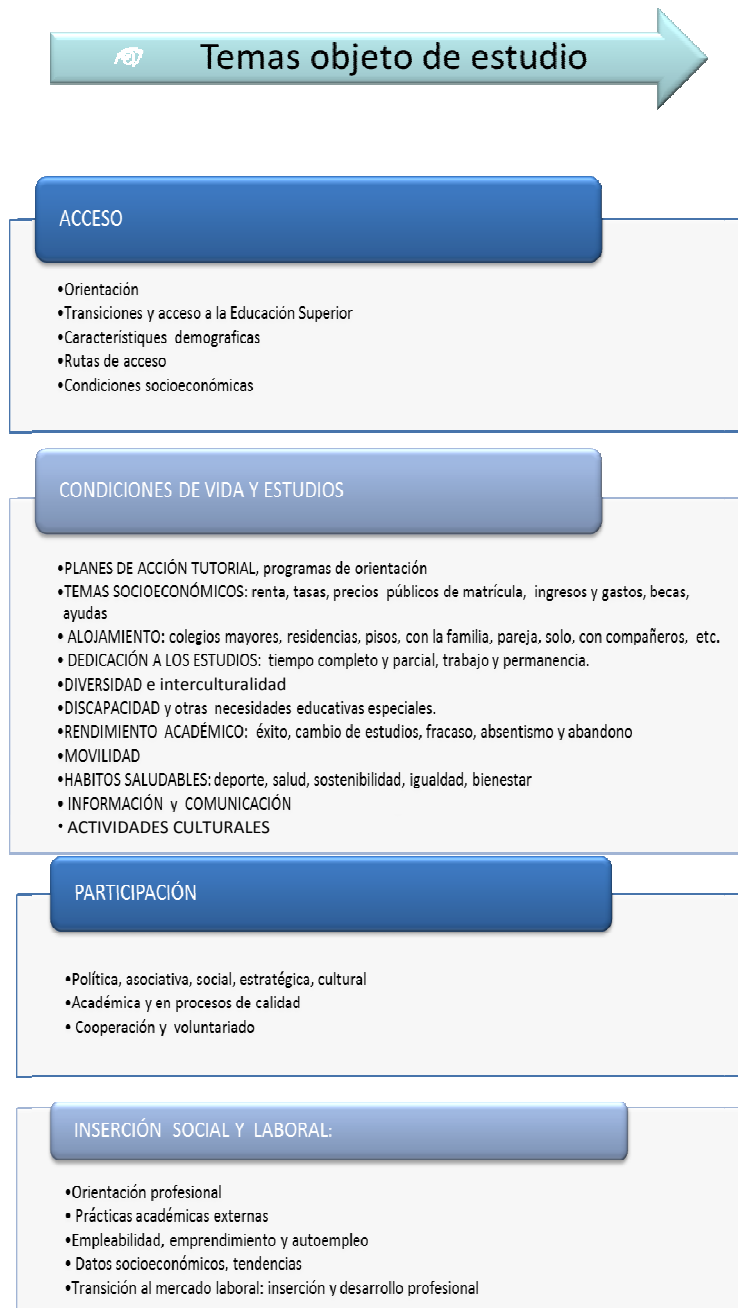 Temas objeto de estudio
ACCESO
•Orientación
•Transiciones y acceso a la Educación Superior
•Característiques demograficas
•Rutas de acceso
•Condiciones socioeconómicas
CONDICIONES DE VIDA Y ESTUDIOS
•PLANES DE ACCIÓN TUTORIAL, programas de orientación
•TEMAS SOCIOECONÓMICOS: renta, tasas, precios públicos de matrícula, ingresos y gastos, becas,
ayudas
• ALOJAMIENTO: colegios mayores, residencias, pisos, con la familia, pareja, solo, con compañeros, etc.
• DEDICACIÓN A LOS ESTUDIOS: tiempo completo y parcial, trabajo y permanencia.
•DIVERSIDAD e interculturalidad
•DISCAPACIDAD y otras necesidades educativas especiales.
•RENDIMIENTO ACADÉMICO: éxito, cambio de estudios, fracaso, absentismo y abandono
•MOVILIDAD
•HABITOS SALUDABLES: deporte, salud, sostenibilidad, igualdad, bienestar
• INFORMACIÓN y COMUNICACIÓN
• ACTIVIDADES CULTURALES
PARTICIPACIÓN
•Política, asociativa, social, estratégica, cultural
•Académica y en procesos de calidad
• Cooperación y voluntariado
INSERCIÓN SOCIAL Y LABORAL:
•Orientación profesional
• Prácticas académicas externas
•Empleabilidad, emprendimiento y autoempleo
• Datos socioeconómicos, tendencias
•Transición al mercado laboral: inserción y desarrollo profesional